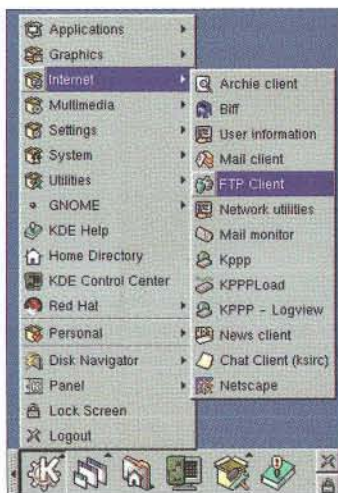 Applications
Graphics
Internet
Multimedia
Settings
System
Utilities
GNOME
KDE Help
Home Directory
KDE Control Center
Red Hat
Personal
Disk Navigator
Panel
Lock Screen
Logout
Archie client
Biff
User information
Mail client
FTP Client
Network utilities
Mail monitor
Kppp
KPPPLoad
KPPP - Logview
News client
Chat Client (ksirc)
Netscape